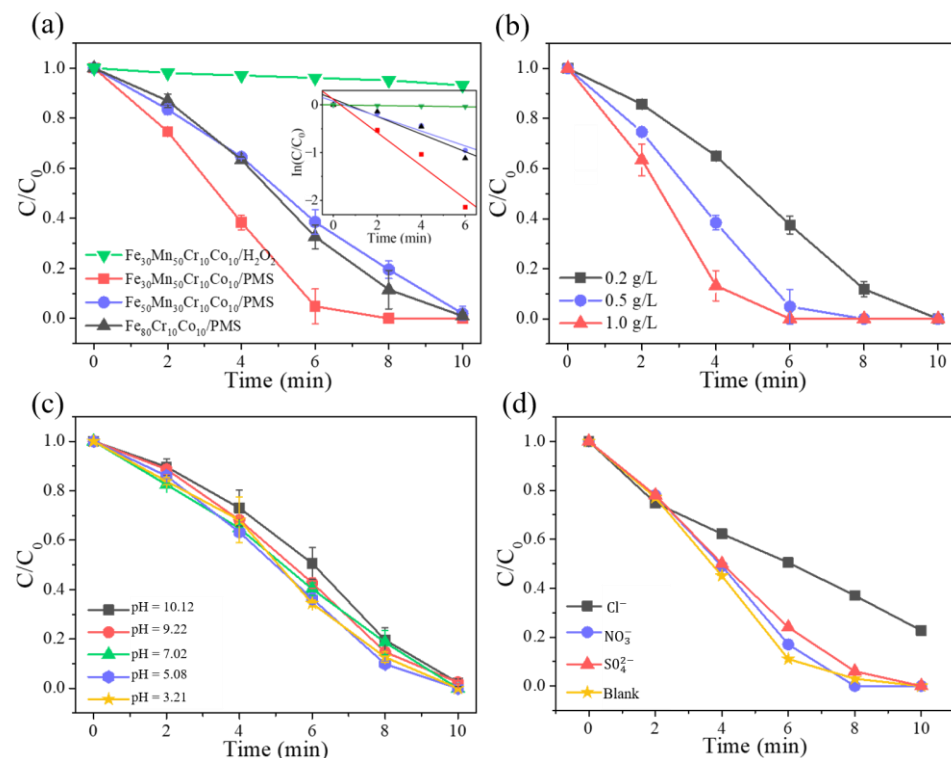 (a)
C/C₀
1.0
0.8
0.6
0.4
0.2
0.0
0 2 4 6 8 10
Time (min)
Fe₃₀Mn₅₀Cr₁₀Co₁₀/H₂O₂
Fe₃₀Mn₅₀Cr₁₀Co₁₀/PMS
Fe₅₀Mn₃₀Cr₁₀Co₁₀/PMS
Fe₈₀Cr₁₀Co₁₀/PMS
ln(C/C₀)
0
−1
−2
0 2 4 6
Time (min)
(b)
C/C₀
1.0
0.8
0.6
0.4
0.2
0.0
0 2 4 6 8 10
Time (min)
0.2 g/L
0.5 g/L
1.0 g/L
(c)
C/C₀
1.0
0.8
0.6
0.4
0.2
0.0
0 2 4 6 8 10
Time (min)
pH = 10.12
pH = 9.22
pH = 7.02
pH = 5.08
pH = 3.21
(d)
C/C₀
1.0
0.8
0.6
0.4
0.2
0.0
0 2 4 6 8 10
Time (min)
Cl⁻
NO₃⁻
SO₄²⁻
Blank